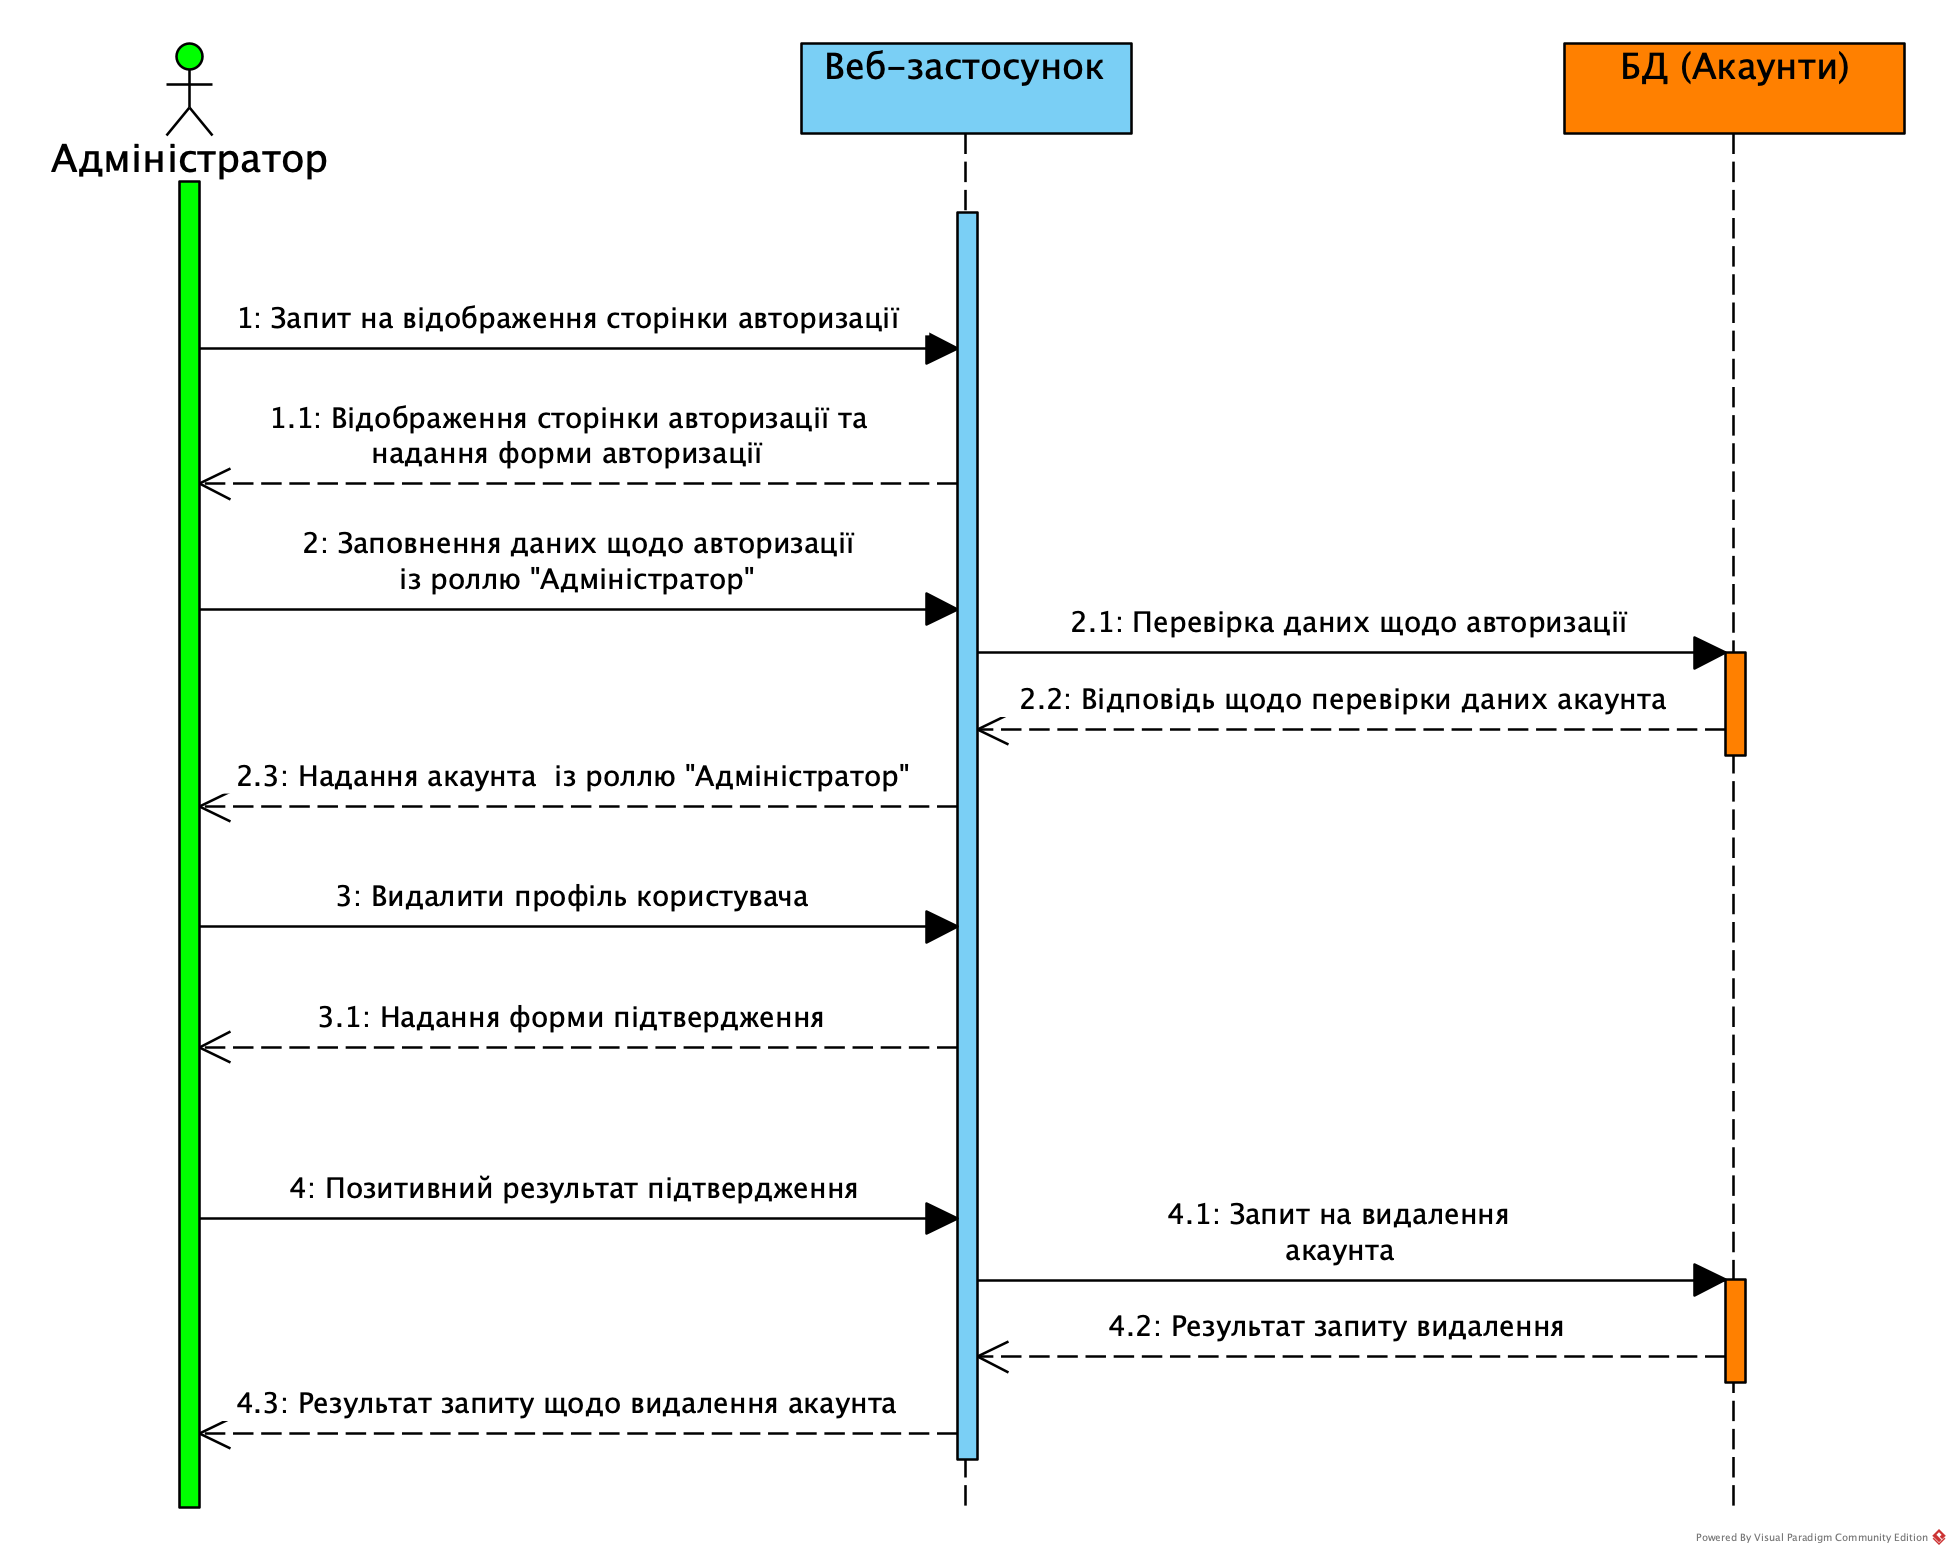 Адміністратор
Веб-застосунок
БД (Акаунти)
1: Запит на відображення сторінки авторизації
1.1: Відображення сторінки авторизації та
надання форми авторизації
2: Заповнення даних щодо авторизації
із роллю "Адміністратор"
2.1: Перевірка даних щодо авторизації
2.2: Відповідь щодо перевірки даних акаунта
2.3: Надання акаунта  із роллю "Адміністратор"
3: Видалити профіль користувача
3.1: Надання форми підтвердження
4: Позитивний результат підтвердження
4.1: Запит на видалення
акаунта
4.2: Результат запиту видалення
4.3: Результат запиту щодо видалення акаунта
Powered By Visual Paradigm Community Edition